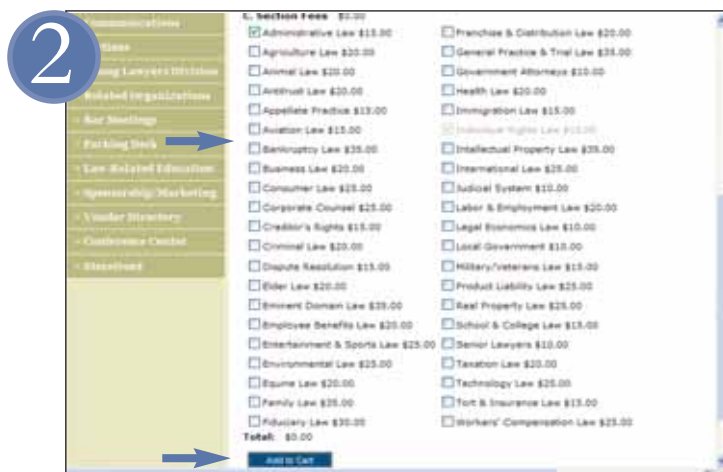 2
Communications
Young Lawyers Division
Related Organizations
Bar Meetings
Parking Deck
Law-Related Education
Sponsorship/Marketing
Vendor Directory
Conference Center
Storefront
C. Section Fees $0.00
Administrative Law $15.00
Agriculture Law $20.00
Animal Law $20.00
Antitrust Law $20.00
Appellate Practice $15.00
Aviation Law $15.00
Bankruptcy Law $35.00
Business Law $20.00
Consumer Law $25.00
Corporate Counsel $25.00
Creditor's Rights $15.00
Criminal Law $20.00
Dispute Resolution $15.00
Elder Law $20.00
Eminent Domain Law $35.00
Employee Benefits Law $20.00
Entertainment & Sports Law $25.00
Environmental Law $25.00
Equine Law $20.00
Family Law $35.00
Fiduciary Law $30.00
Franchise & Distribution Law $20.00
General Practice & Trial Law $35.00
Government Attorneys $10.00
Health Law $20.00
Immigration Law $15.00
Individual Rights Law $15.00
Intellectual Property Law $35.00
International Law $25.00
Judicial System $10.00
Labor & Employment Law $20.00
Legal Economics Law $10.00
Local Government $10.00
Military/Veterans Law $15.00
Product Liability Law $25.00
Real Property Law $25.00
School & College Law $15.00
Senior Lawyers $10.00
Taxation Law $20.00
Technology Law $25.00
Tort & Insurance Law $15.00
Workers' Compensation Law $25.00
Total: $0.00
Add to Cart